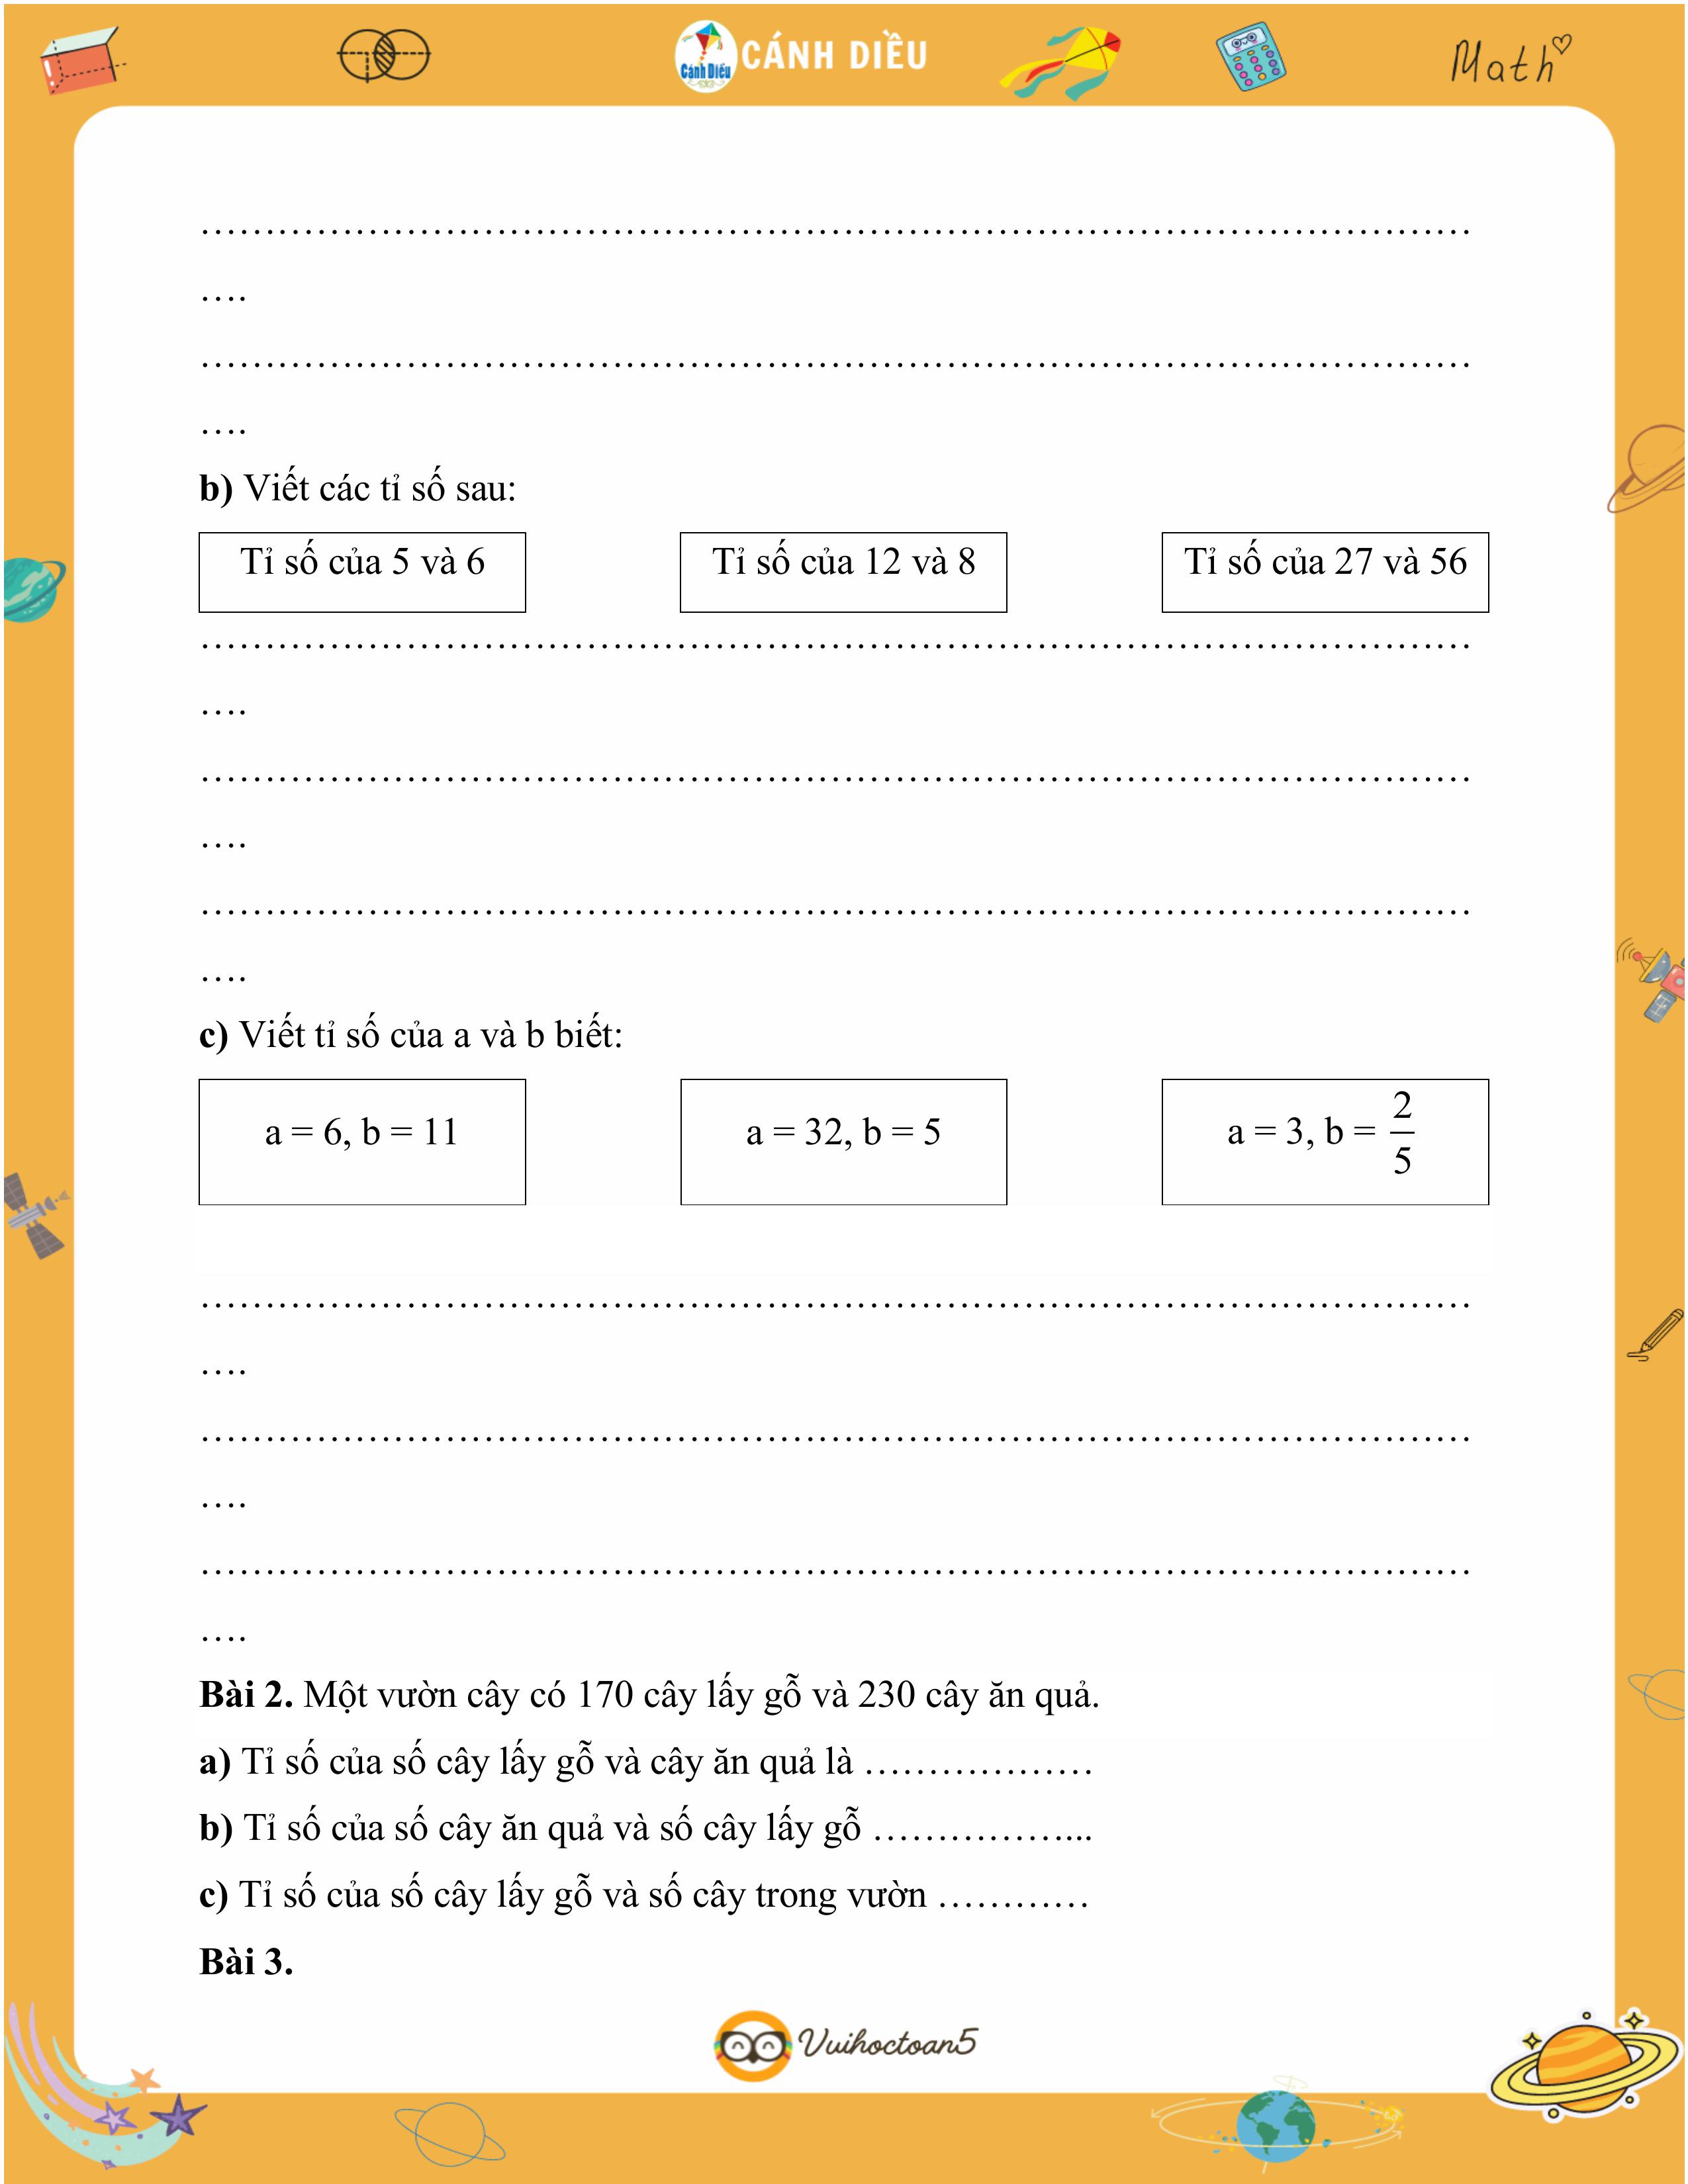 Cánh Diều CÁNH DIỀU Math
……………………………………………………………………………………
….
……………………………………………………………………………………
….
b) Viết các tỉ số sau:
Tỉ số của 5 và 6 Tỉ số của 12 và 8 Tỉ số của 27 và 56
……………………………………………………………………………………
….
……………………………………………………………………………………
….
……………………………………………………………………………………
….
c) Viết tỉ số của a và b biết:
a = 6, b = 11 a = 32, b = 5 a = 3, b = 2/5
……………………………………………………………………………………
….
……………………………………………………………………………………
….
……………………………………………………………………………………
….
Bài 2. Một vườn cây có 170 cây lấy gỗ và 230 cây ăn quả.
a) Tỉ số của số cây lấy gỗ và cây ăn quả là ………………
b) Tỉ số của số cây ăn quả và số cây lấy gỗ ……………...
c) Tỉ số của số cây lấy gỗ và số cây trong vườn …………
Bài 3.
Vuihoctoan5